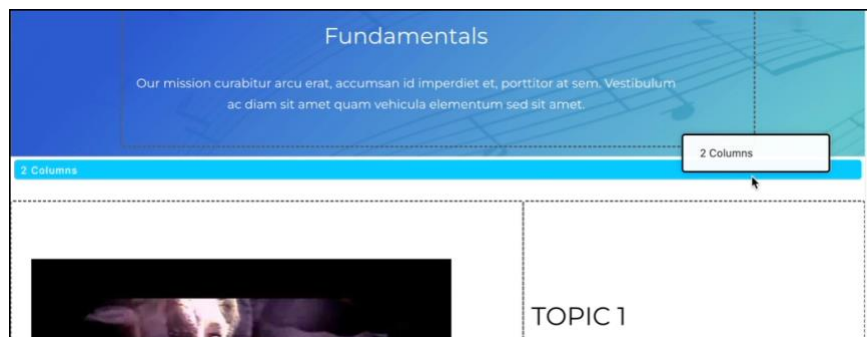 Fundamentals
Our mission curabitur arcu erat, accumsan id imperdiet et, porttitor at sem. Vestibulum
ac diam sit amet quam vehicula elementum sed sit amet.
2 Columns
2 Columns
TOPIC 1